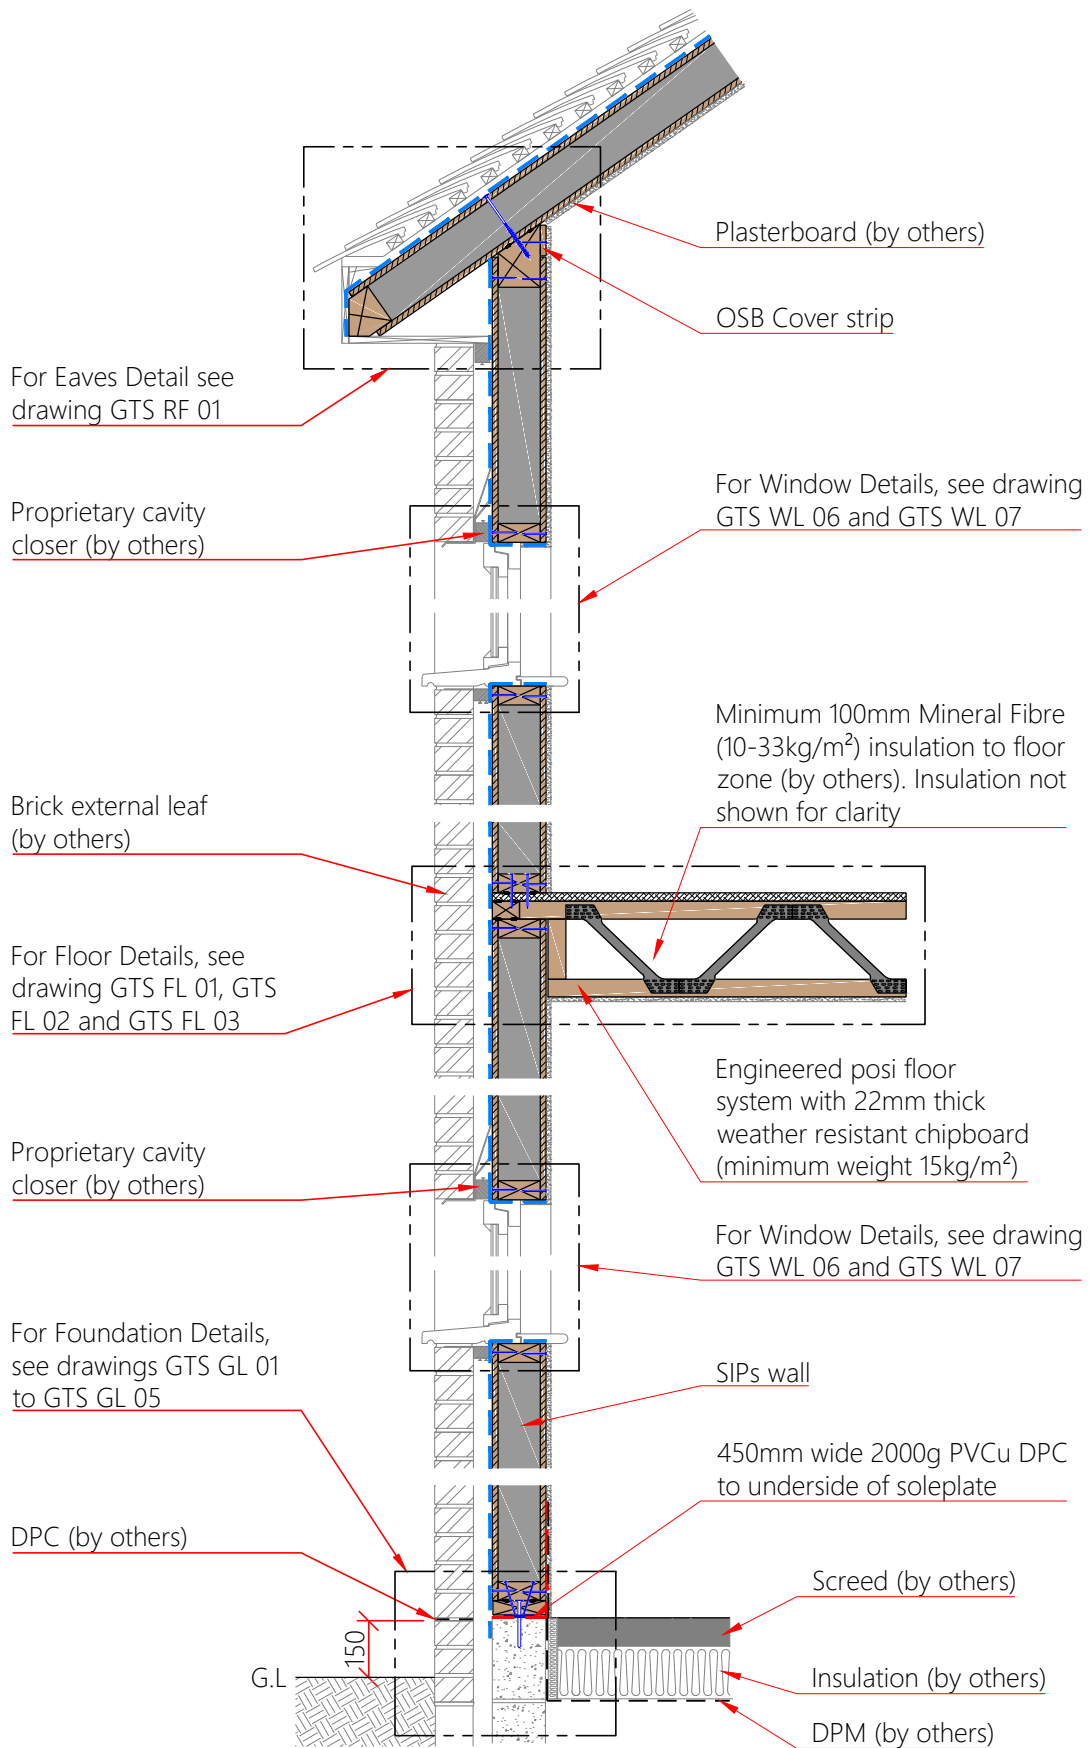 Plasterboard (by others)
OSB Cover strip
For Eaves Detail see
drawing GTS RF 01
For Window Details, see drawing
GTS WL 06 and GTS WL 07
Proprietary cavity
closer (by others)
Minimum 100mm Mineral Fibre
(10-33kg/m²) insulation to floor
zone (by others). Insulation not
shown for clarity
Brick external leaf
(by others)
For Floor Details, see
drawing GTS FL 01, GTS
FL 02 and GTS FL 03
Engineered posi floor
system with 22mm thick
weather resistant chipboard
(minimum weight 15kg/m²)
Proprietary cavity
closer (by others)
For Window Details, see drawing
GTS WL 06 and GTS WL 07
For Foundation Details,
see drawings GTS GL 01
to GTS GL 05
SIPs wall
450mm wide 2000g PVCu DPC
to underside of soleplate
DPC (by others)
Screed (by others)
150
G.L
Insulation (by others)
DPM (by others)